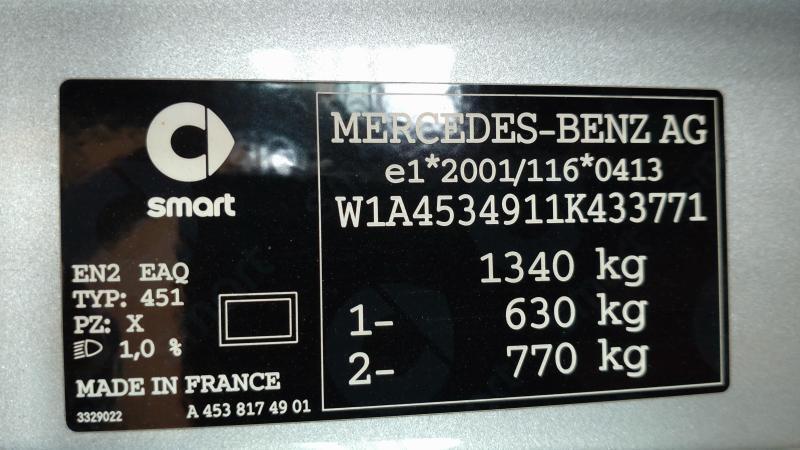 smart
EN2 EAQ
TYP: 451
PZ: X
1,0 %
MADE IN FRANCE
3329022 A 453 817 49 01
MERCEDES-BENZ AG
e1*2001/116*0413
W1A4534911K433771
1340 kg
1- 630 kg
2- 770 kg